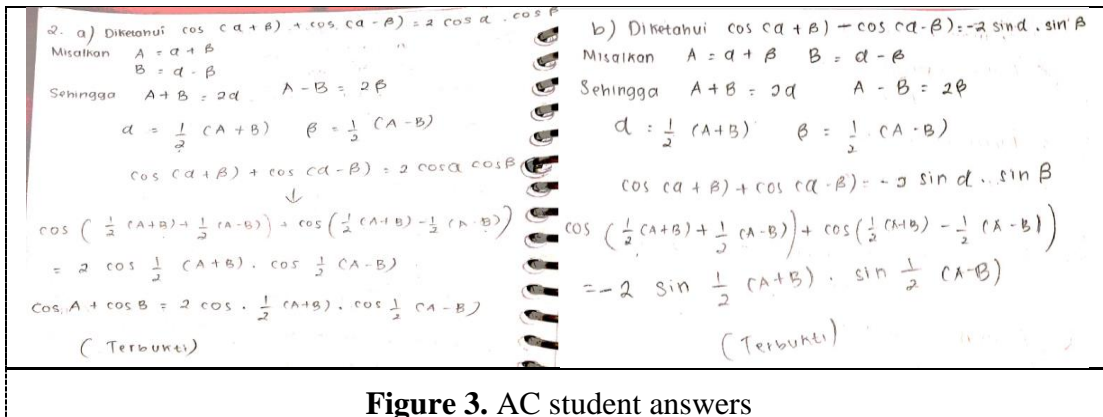 2. a) Diketahui cos (α + β) + cos (α - β) = 2 cos α . cos β
Misalkan A = α + β
B = α - β
Sehingga A + B = 2α A - B = 2β
α = 1/2 (A + B) β = 1/2 (A - B)
cos (α + β) + cos (α - β) = 2 cos α cos β
↓
cos ( 1/2 (A+B) + 1/2 (A-B)) + cos ( 1/2 (A+B) - 1/2 (A-B))
= 2 cos 1/2 (A+B) . cos 1/2 (A-B)
cos A + cos B = 2 cos . 1/2 (A+B) . cos 1/2 (A-B)
( Terbukti)
b) Diketahui cos (α + β) - cos (α - β) = -2 sin α . sin β
Misalkan A = α + β B = α - β
Sehingga A + B = 2α A - B = 2β
α = 1/2 (A+B) β = 1/2 (A - B)
cos (α + β) + cos (α - β) = -2 sin α . sin β
cos ( 1/2 (A+B) + 1/2 (A-B)) + cos ( 1/2 (A+B) - 1/2 (A-B))
= -2 sin 1/2 (A+B) . sin 1/2 (A-B)
(Terbukti)
Figure 3. AC student answers